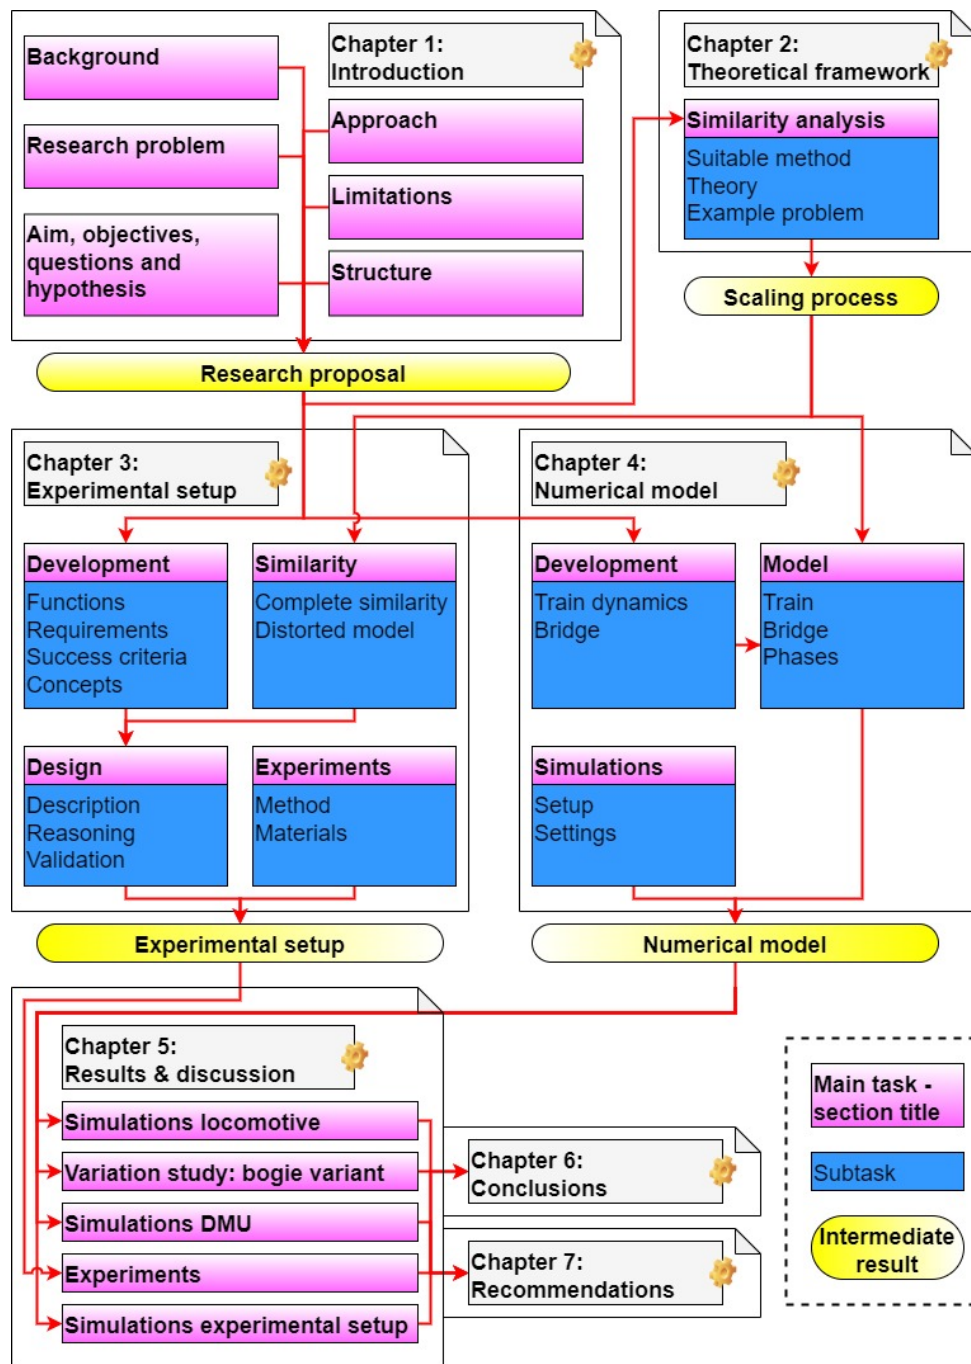 Background
Research problem
Aim, objectives,
questions and
hypothesis
Chapter 1:
Introduction
Approach
Limitations
Structure
Research proposal
Chapter 2:
Theoretical framework
Similarity analysis
Suitable method
Theory
Example problem
Scaling process
Chapter 3:
Experimental setup
Development
Functions
Requirements
Success criteria
Concepts
Similarity
Complete similarity
Distorted model
Design
Description
Reasoning
Validation
Experiments
Method
Materials
Experimental setup
Chapter 4:
Numerical model
Development
Train dynamics
Bridge
Model
Train
Bridge
Phases
Simulations
Setup
Settings
Numerical model
Chapter 5:
Results & discussion
Simulations locomotive
Variation study: bogie variant
Simulations DMU
Experiments
Simulations experimental setup
Chapter 6:
Conclusions
Chapter 7:
Recommendations
Main task -
section title
Subtask
Intermediate
result